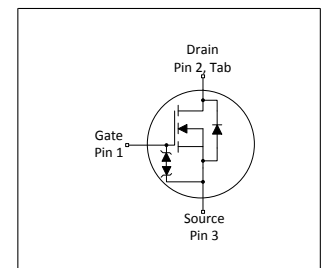 Drain
Pin 2, Tab
Gate
Pin 1
Source
Pin 3